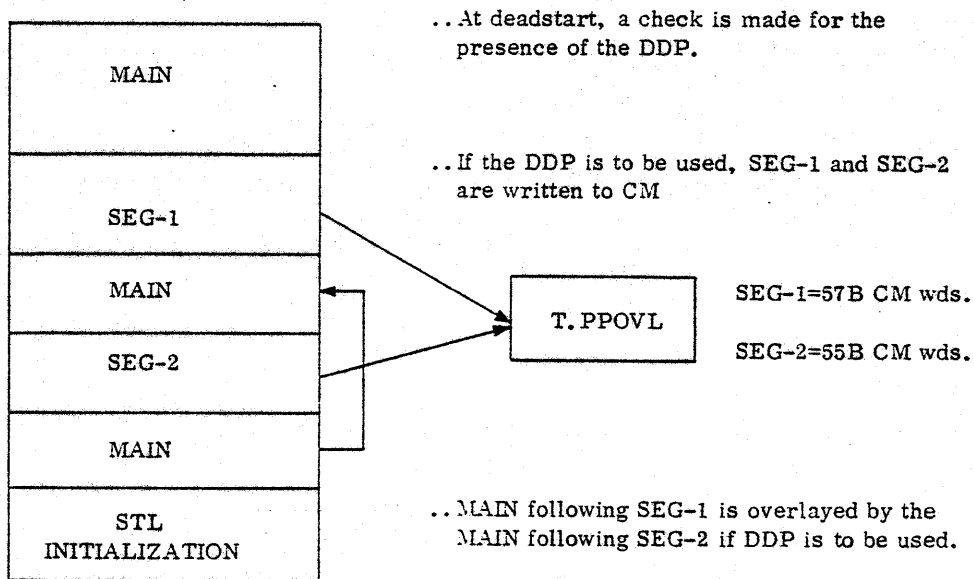 ..At deadstart, a check is made for the
presence of the DDP.
MAIN
..If the DDP is to be used, SEG-1 and SEG-2
are written to CM
SEG-1
MAIN
T.PPOVL
SEG-1=57B CM wds.
SEG-2=55B CM wds.
SEG-2
MAIN
STL
INITIALIZATION
..MAIN following SEG-1 is overlayed by the
MAIN following SEG-2 if DDP is to be used.